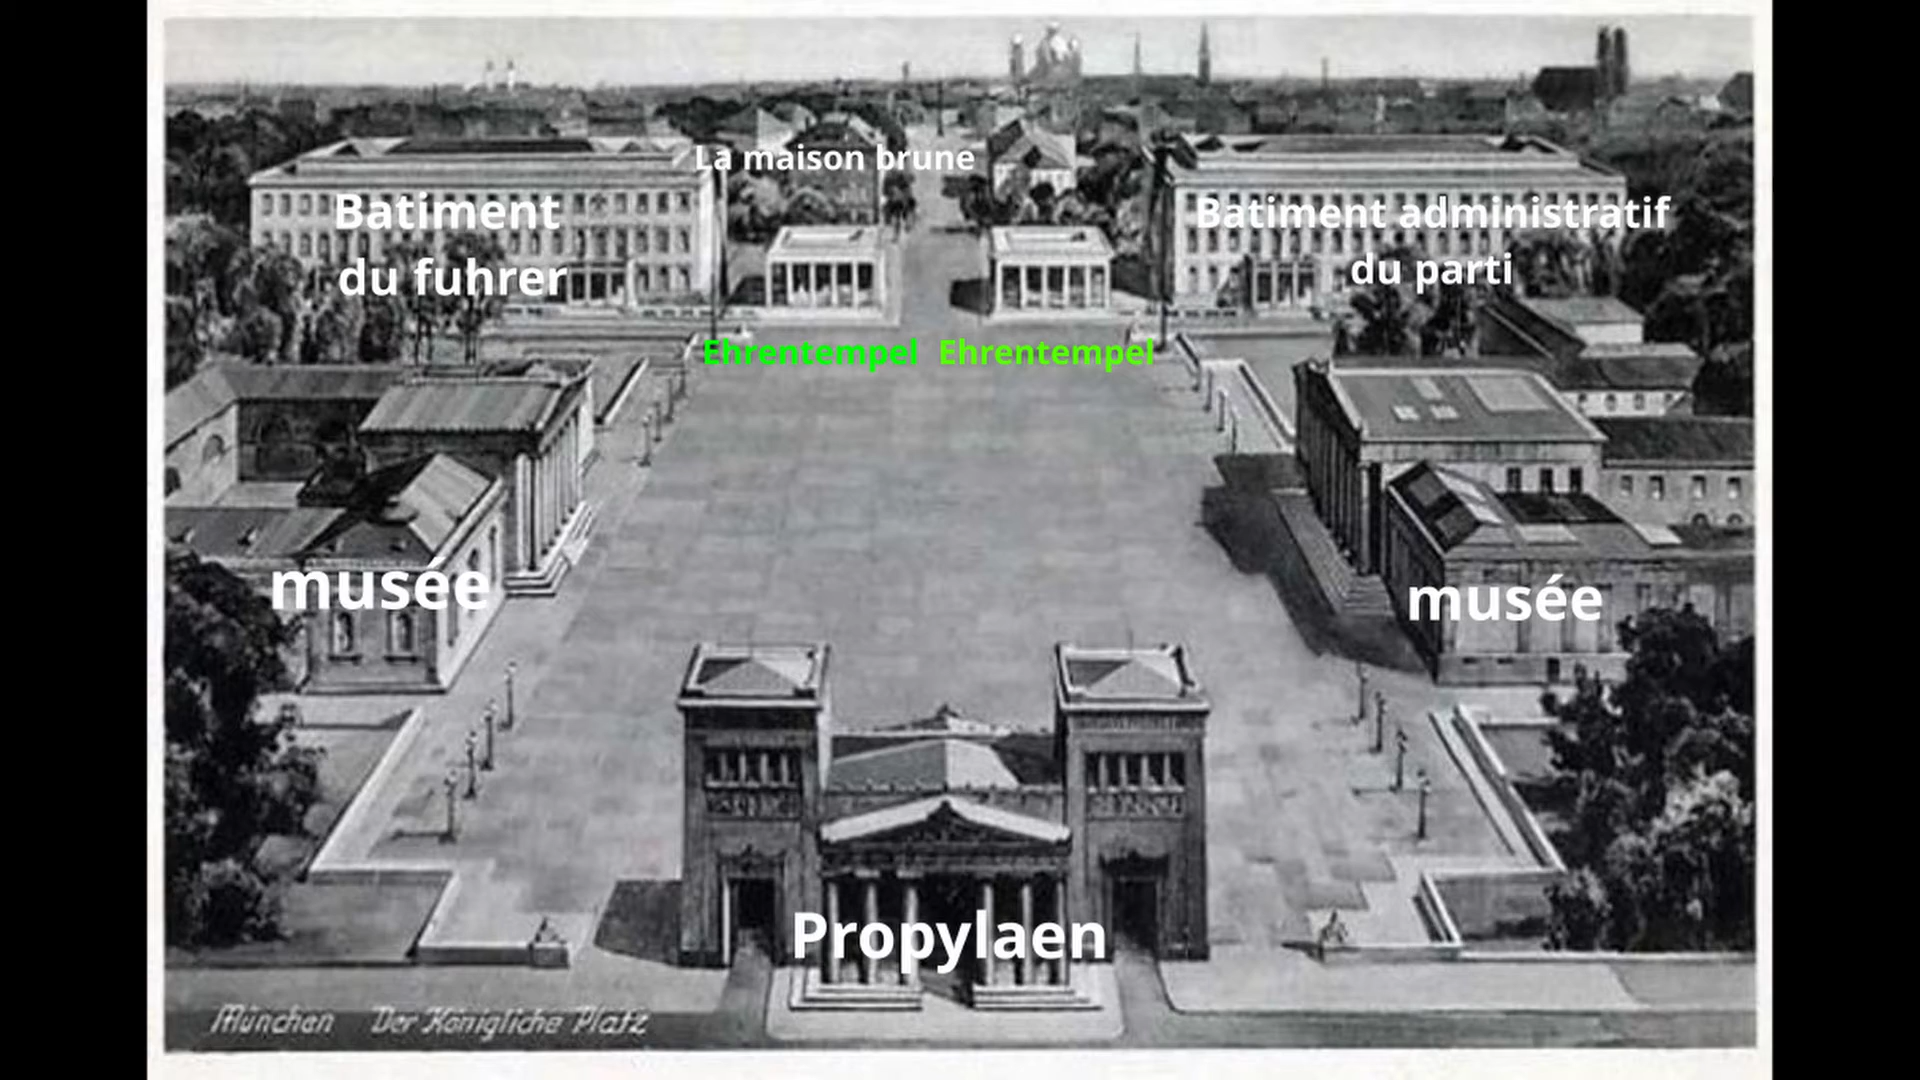 La maison brune
Batiment
du fuhrer
Batiment administratif
du parti
Ehrentempel Ehrentempel
musée
musée
Propylaen
München Der Königliche Platz